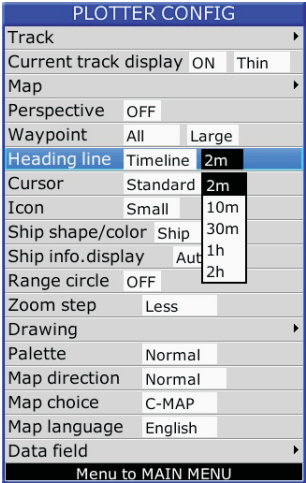 PLOTTER CONFIG
Track
Current track display ON Thin
Map
Perspective OFF
Waypoint All Large
Heading line Timeline 2m
Cursor Standard 2m
Icon Small 10m
Ship shape/color Ship 30m
Ship info.display Aut 1h
Range circle OFF 2h
Zoom step Less
Drawing
Palette Normal
Map direction Normal
Map choice C-MAP
Map language English
Data field
Menu to MAIN MENU